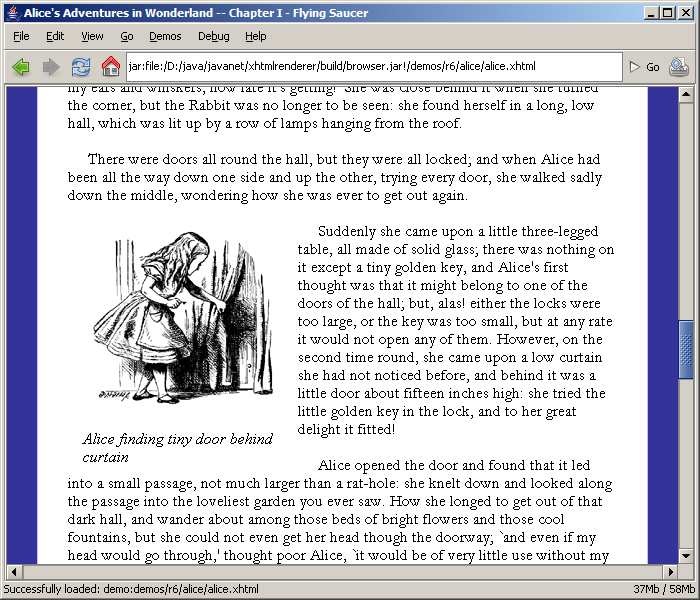 Alice's Adventures in Wonderland -- Chapter I - Flying Saucer
File Edit View Go Demos Debug Help
jar:file:/D:/java/javanet/xhtmlrenderer/build/browser.jar!/demos/r6/alice/alice.xhtml Go
my ears and whiskers, how late it's getting!' She was close behind it when she turned
the corner, but the Rabbit was no longer to be seen: she found herself in a long, low
hall, which was lit up by a row of lamps hanging from the roof.
There were doors all round the hall, but they were all locked; and when Alice had
been all the way down one side and up the other, trying every door, she walked sadly
down the middle, wondering how she was ever to get out again.
Suddenly she came upon a little three-legged
table, all made of solid glass; there was nothing on
it except a tiny golden key, and Alice's first
thought was that it might belong to one of the
doors of the hall; but, alas! either the locks were
too large, or the key was too small, but at any rate
it would not open any of them. However, on the
second time round, she came upon a low curtain
she had not noticed before, and behind it was a
little door about fifteen inches high: she tried the
little golden key in the lock, and to her great
delight it fitted!
Alice finding tiny door behind
curtain
Alice opened the door and found that it led
into a small passage, not much larger than a rat-hole: she knelt down and looked along
the passage into the loveliest garden you ever saw. How she longed to get out of that
dark hall, and wander about among those beds of bright flowers and those cool
fountains, but she could not even get her head though the doorway; `and even if my
head would go through,' thought poor Alice, `it would be of very little use without my
Successfully loaded: demo:demos/r6/alice/alice.xhtml 37Mb / 58Mb